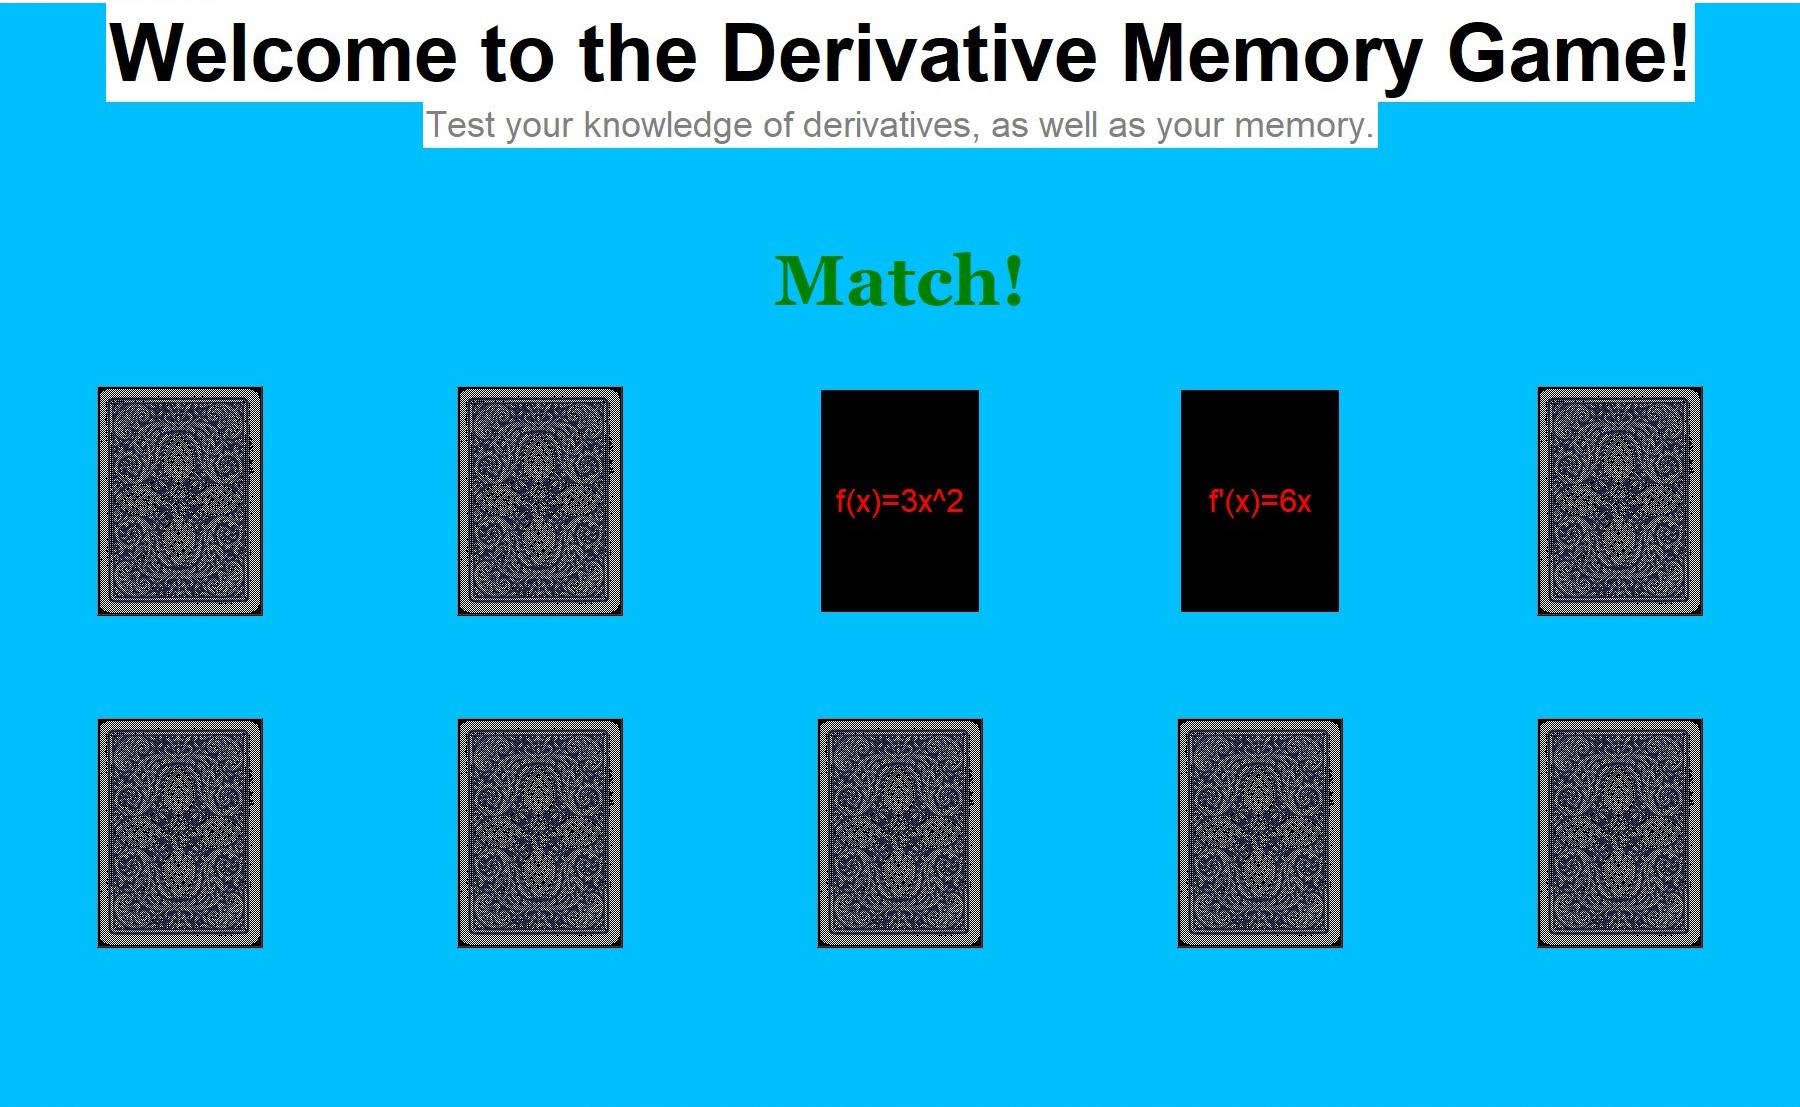 Welcome to the Derivative Memory Game!
Test your knowledge of derivatives, as well as your memory.
Match!
f(x)=3x^2
f'(x)=6x